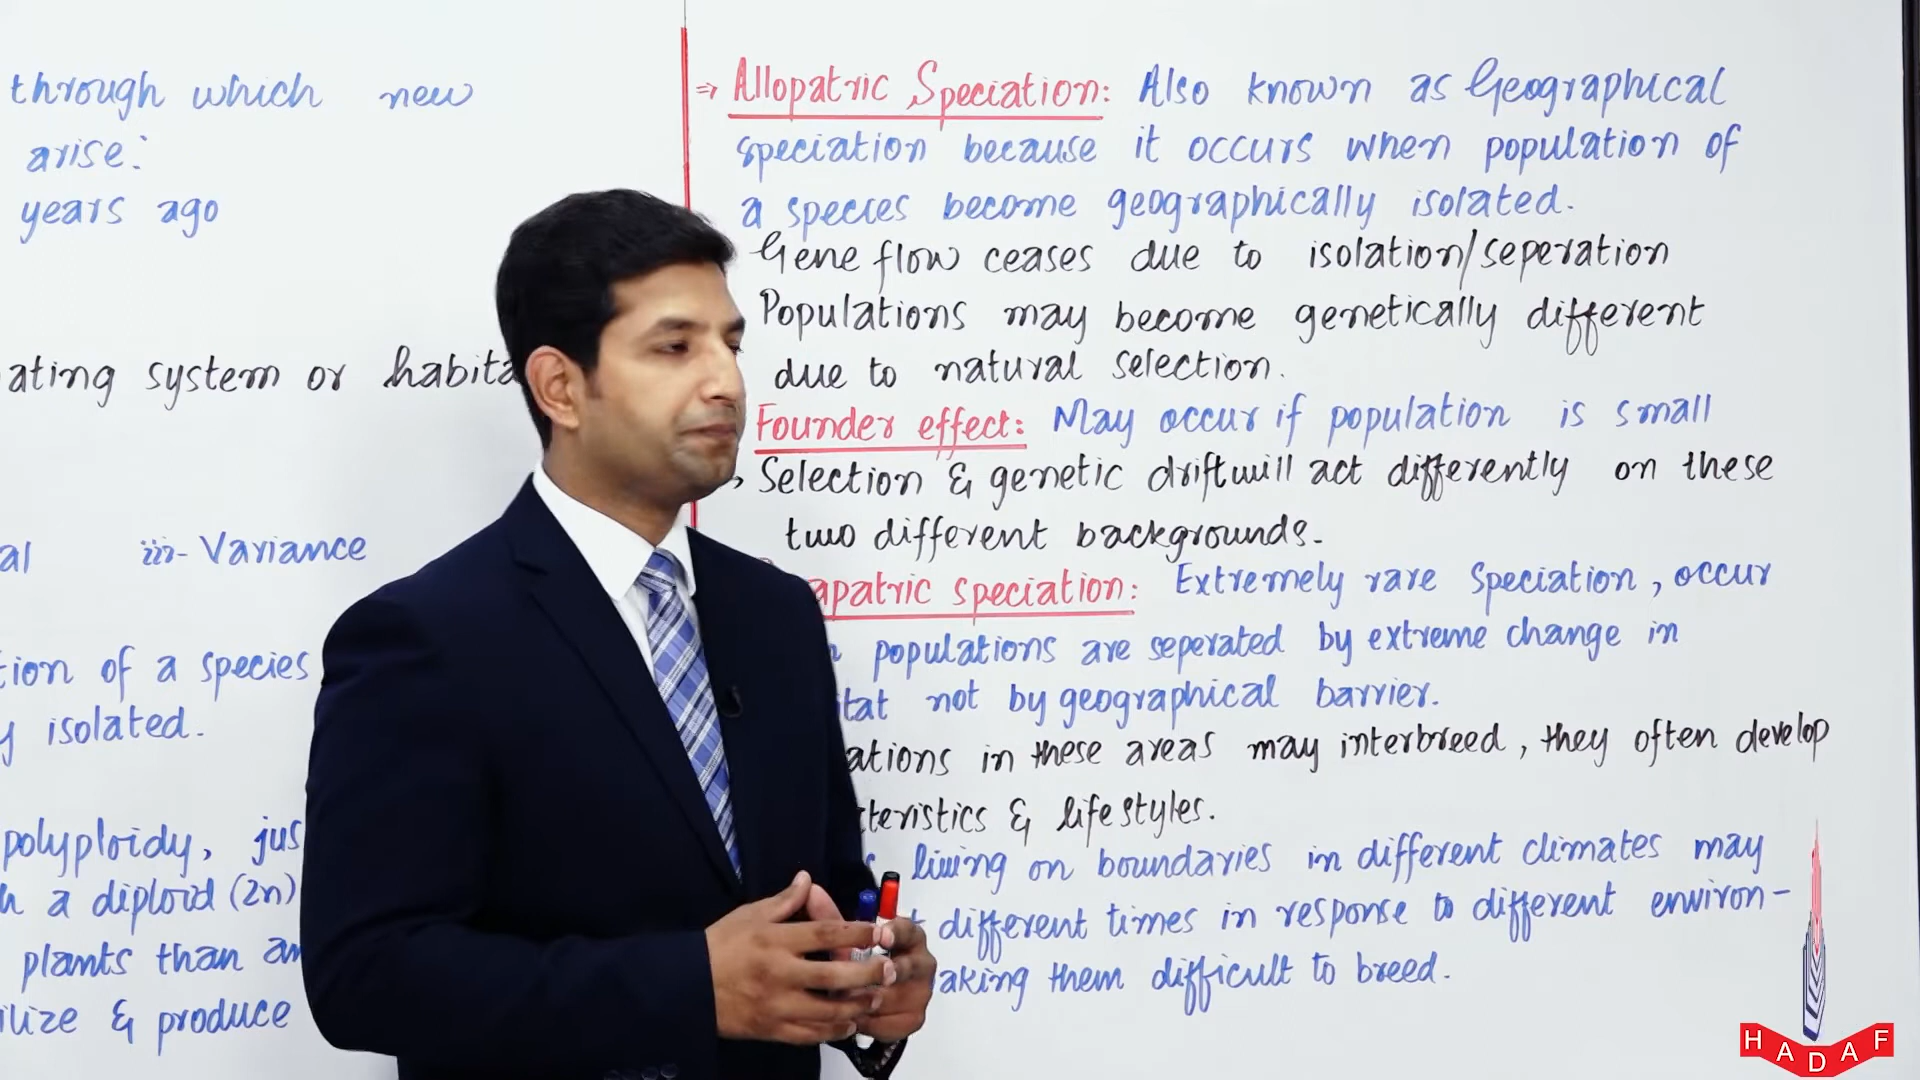 through which new
arise:
years ago
ating system or habita
al iii- Variance
tion of a species
y isolated.
polyploidy, jus
a diploid (2n)
plants than an
ilize & produce
⇒ Allopatric Speciation: Also known as Geographical
speciation because it occurs when population of
a species become geographically isolated.
Gene flow ceases due to isolation/seperation
Populations may become genetically different
due to natural selection.
Founder effect: May occur if population is small
Selection & genetic drift will act differently on these
two different backgrounds.
apatric speciation: Extremely rare Speciation, occur
n populations are seperated by extreme change in
itat not by geographical barrier.
ations in these areas may interbreed, they often develop
cteristics & lifestyles.
s living on boundaries in different climates may
t different times in response to different environ-
aking them difficult to breed.
HADAF